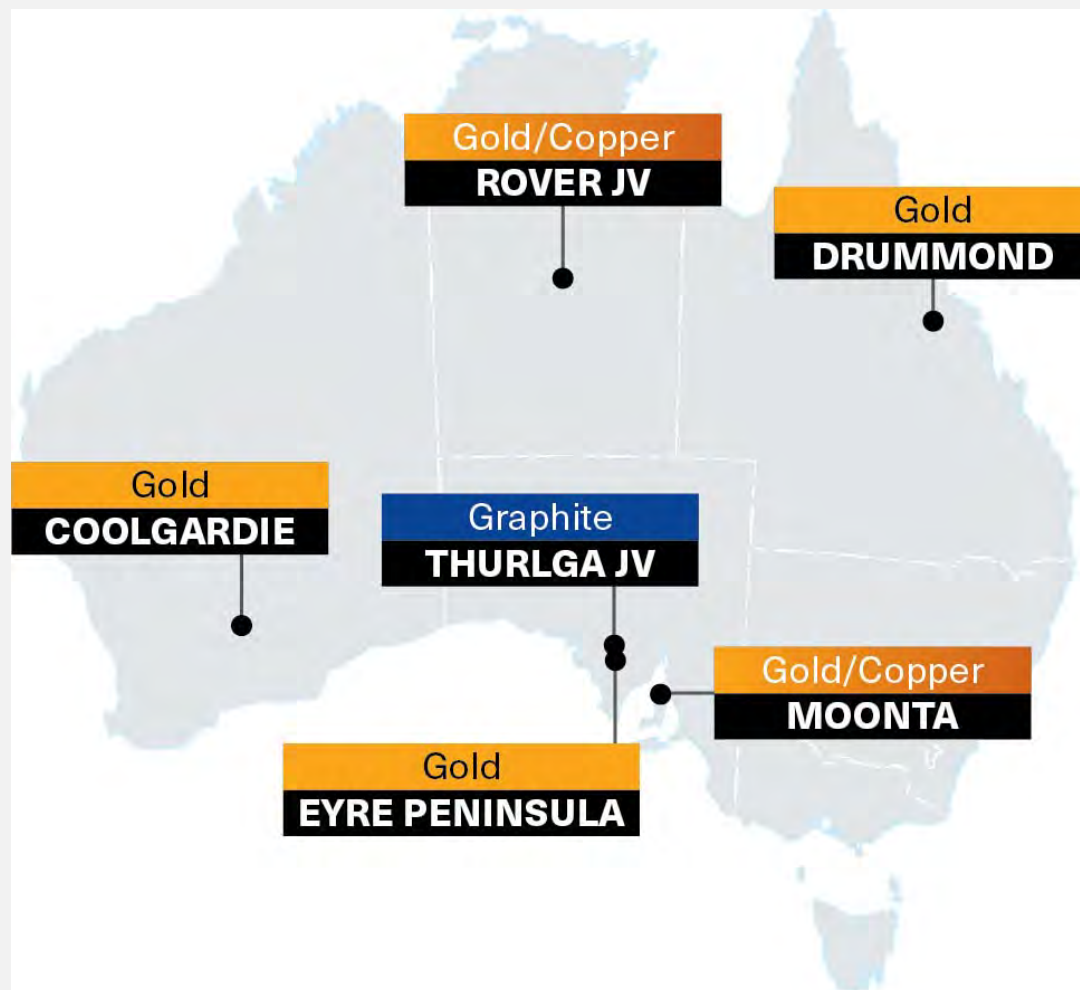 Gold/Copper
ROVER JV
Gold
DRUMMOND
Gold
COOLGARDIE
Graphite
THURLGA JV
Gold/Copper
MOONTA
Gold
EYRE PENINSULA